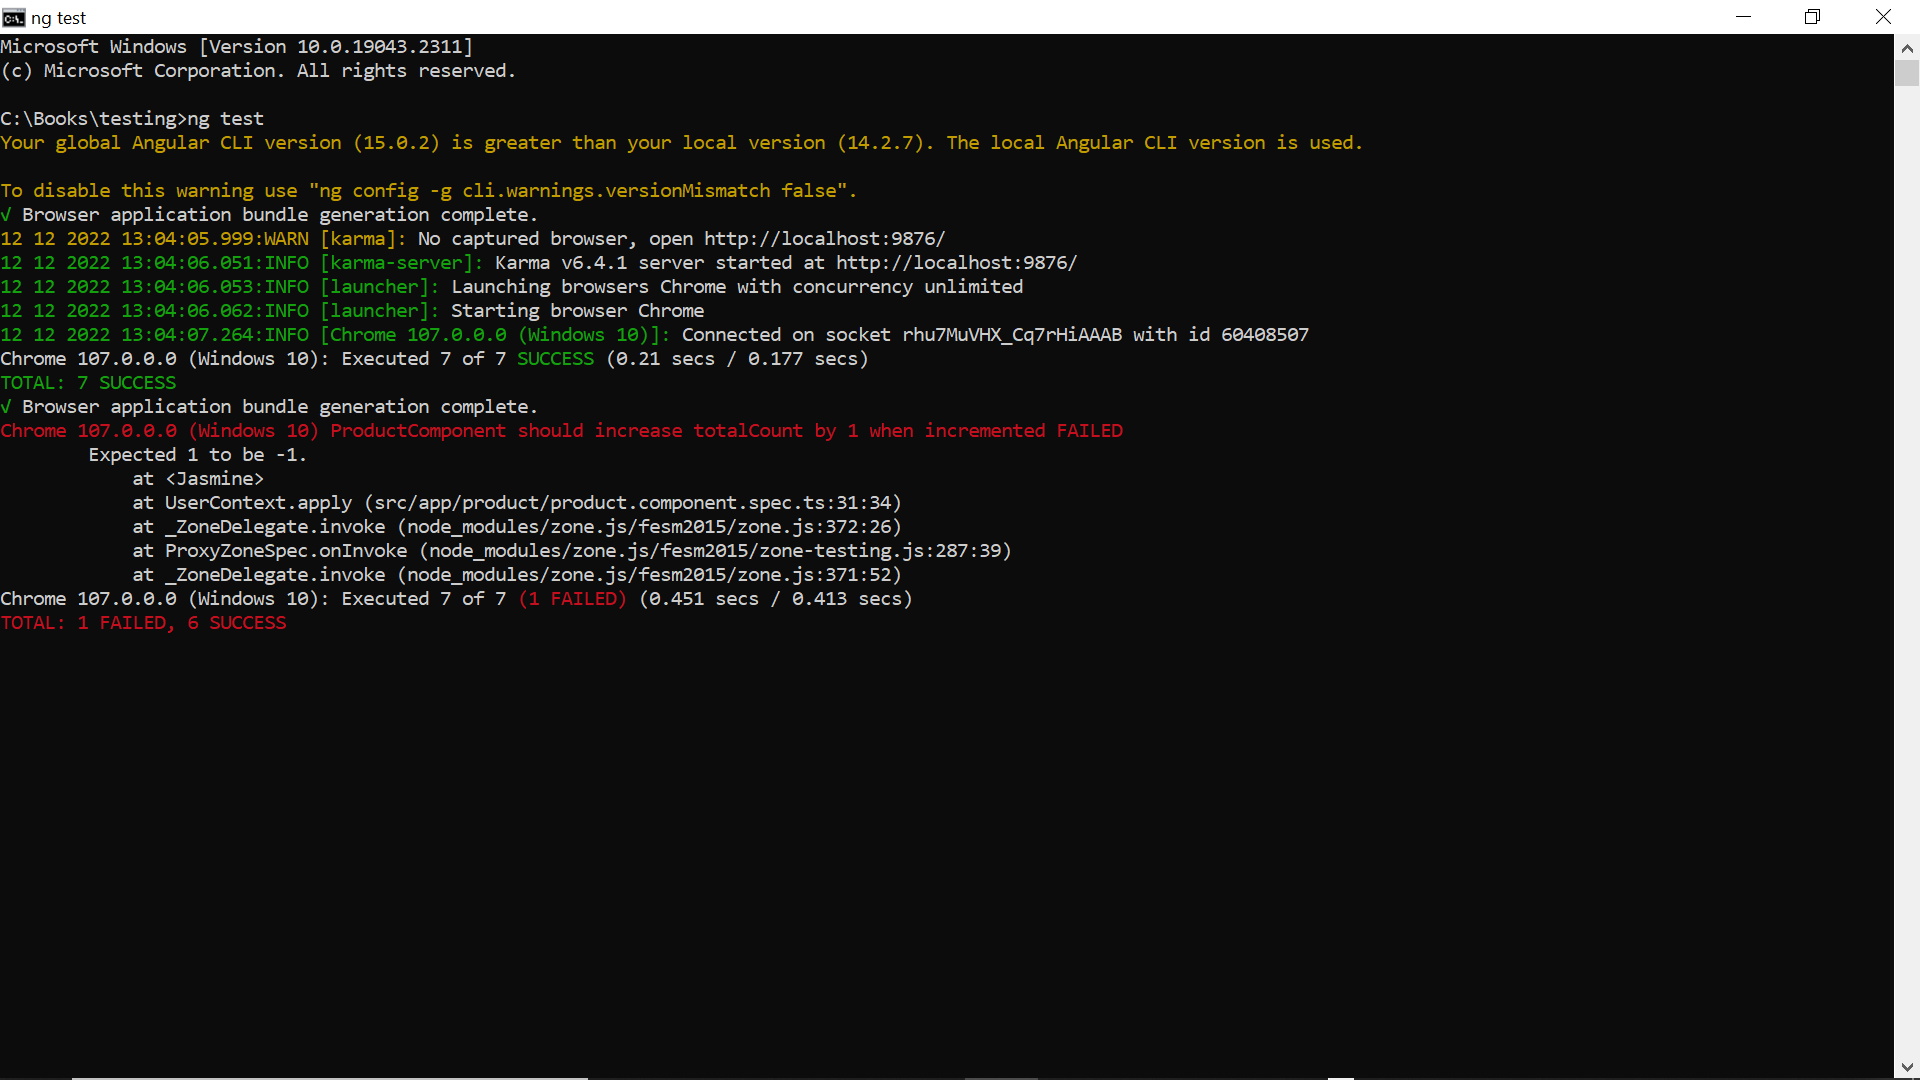 ng test
Microsoft Windows [Version 10.0.19043.2311]
(c) Microsoft Corporation. All rights reserved.
C:\Books\testing>ng test
Your global Angular CLI version (15.0.2) is greater than your local version (14.2.7). The local Angular CLI version is used.
To disable this warning use "ng config -g cli.warnings.versionMismatch false".
√ Browser application bundle generation complete.
12 12 2022 13:04:05.999:WARN [karma]: No captured browser, open http://localhost:9876/
12 12 2022 13:04:06.051:INFO [karma-server]: Karma v6.4.1 server started at http://localhost:9876/
12 12 2022 13:04:06.053:INFO [launcher]: Launching browsers Chrome with concurrency unlimited
12 12 2022 13:04:06.062:INFO [launcher]: Starting browser Chrome
12 12 2022 13:04:07.264:INFO [Chrome 107.0.0.0 (Windows 10)]: Connected on socket rhu7MuVHX_Cq7rHiAAAB with id 60408507
Chrome 107.0.0.0 (Windows 10): Executed 7 of 7 SUCCESS (0.21 secs / 0.177 secs)
TOTAL: 7 SUCCESS
√ Browser application bundle generation complete.
Chrome 107.0.0.0 (Windows 10) ProductComponent should increase totalCount by 1 when incremented FAILED
Expected 1 to be -1.
at <Jasmine>
at UserContext.apply (src/app/product/product.component.spec.ts:31:34)
at _ZoneDelegate.invoke (node_modules/zone.js/fesm2015/zone.js:372:26)
at ProxyZoneSpec.onInvoke (node_modules/zone.js/fesm2015/zone-testing.js:287:39)
at _ZoneDelegate.invoke (node_modules/zone.js/fesm2015/zone.js:371:52)
Chrome 107.0.0.0 (Windows 10): Executed 7 of 7 (1 FAILED) (0.451 secs / 0.413 secs)
TOTAL: 1 FAILED, 6 SUCCESS